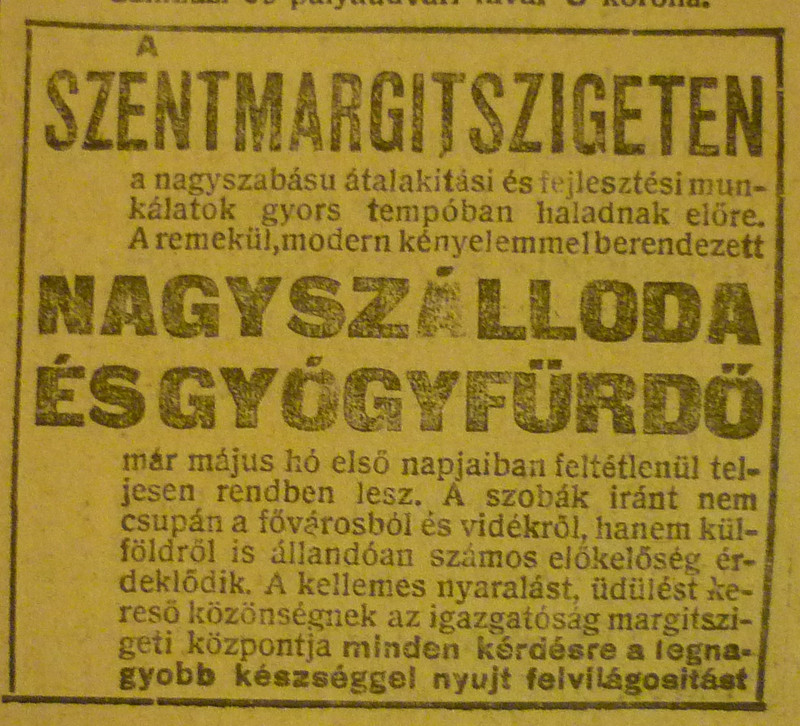 korona.
A
SZENTMARGITSZIGETEN
a nagyszabásu átalakitási és fejlesztési mun-
kálatok gyors tempóban haladnak előre.
A remekül, modern kényelemmel berendezett
NAGYSZÁLLODA
ÉS GYÓGYFÜRDŐ
már május hó első napjaiban feltétlenül tel-
jesen rendben lesz. A szobák iránt nem
csupán a fővárosból és vidékről, hanem kül-
földről is állandóan számos előkelőség ér-
deklődik. A kellemes nyaralást, üdülést ke-
reső közönségnek az igazgatóság margitszi-
geti központja minden kérdésre a legna-
gyobb készséggel nyujt felvilágositást